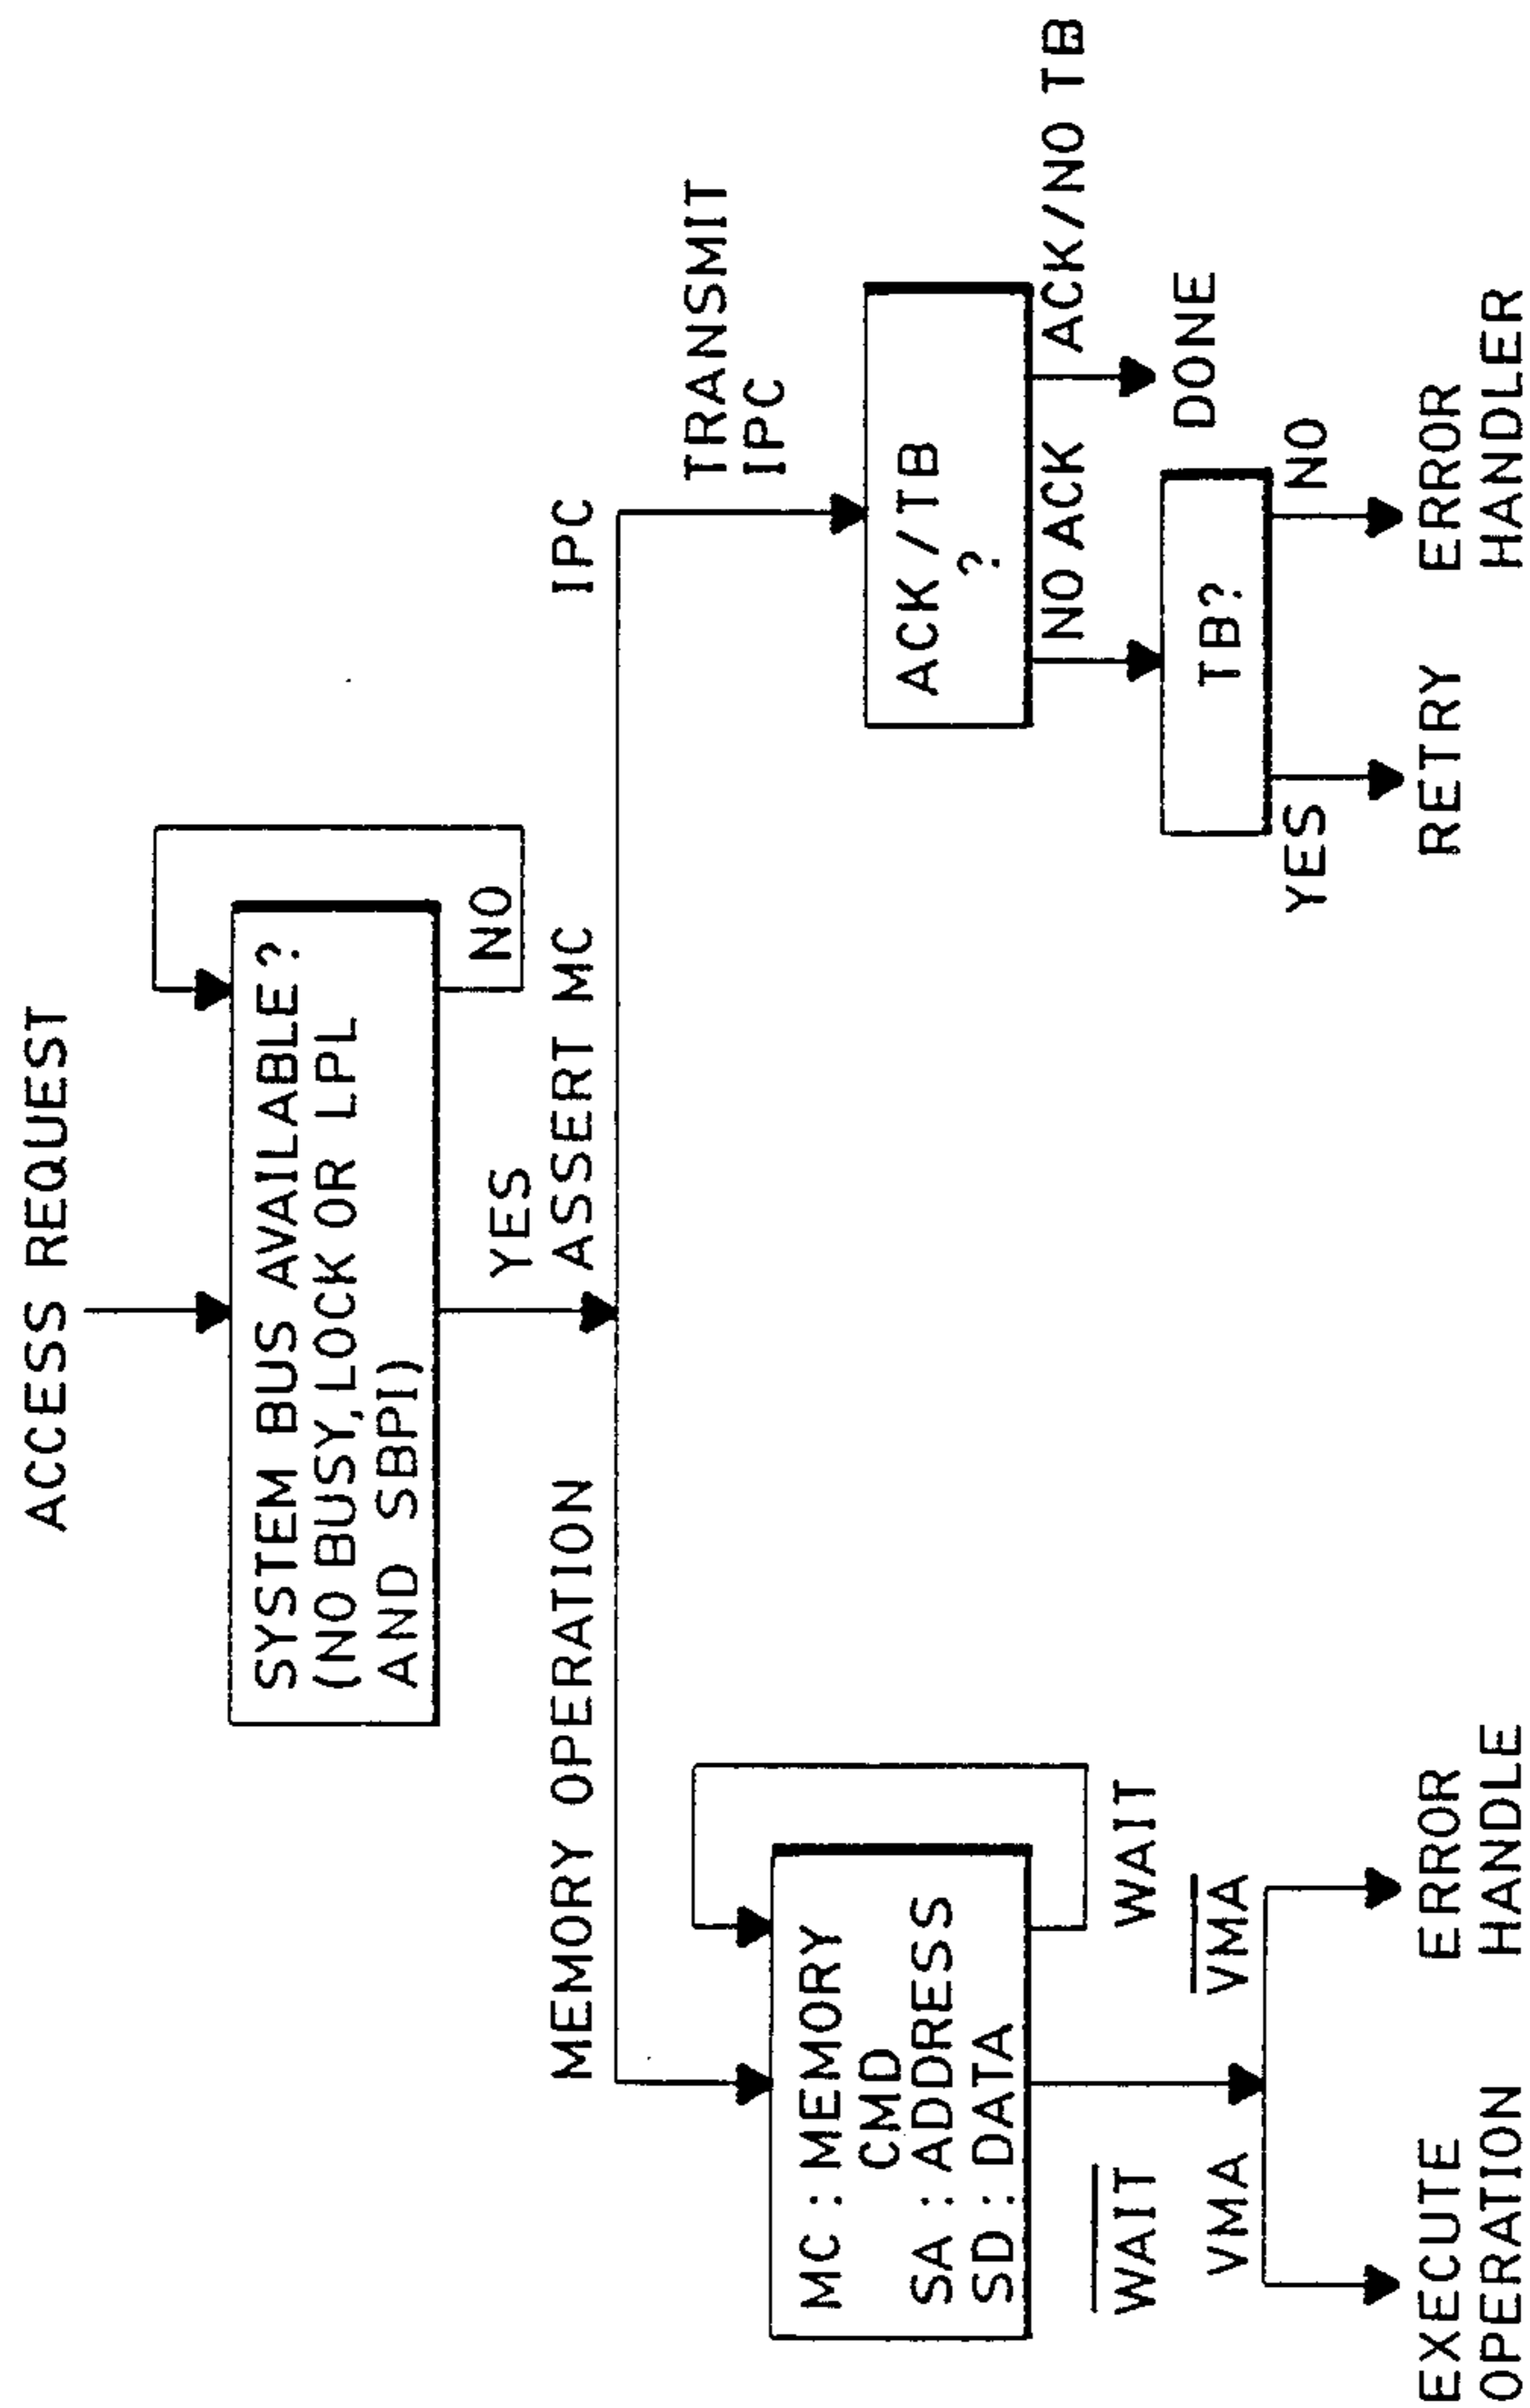 ACCESS REQUEST
SYSTEM BUS AVAILABLE?
(NO BUSY, LOCK OR LPL
AND SBPI)
NO
YES
ASSERT MC
MEMORY OPERATION
IPC
TRANSMIT
IPC
MC : MEMORY
CMD
SA : ADDRESS
SD : DATA
WAIT
W̅A̅I̅T̅
VMA
V̅M̅A̅
EXECUTE
OPERATION
ERROR
HANDLE
ACK/TB
?
NO ACK
ACK/NO TB
DONE
TB?
YES
NO
RETRY
ERROR
HANDLER